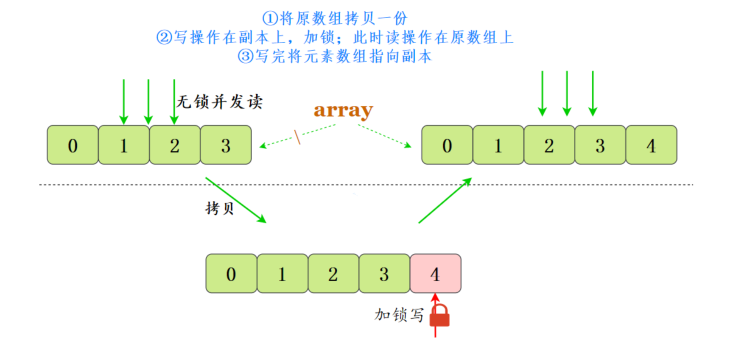 ①将原数组拷贝一份
②写操作在副本上，加锁；此时读操作在原数组上
③写完将元素数组指向副本
无锁并发读
array
0 1 2 3
0 1 2 3 4
拷贝
0 1 2 3 4
加锁写